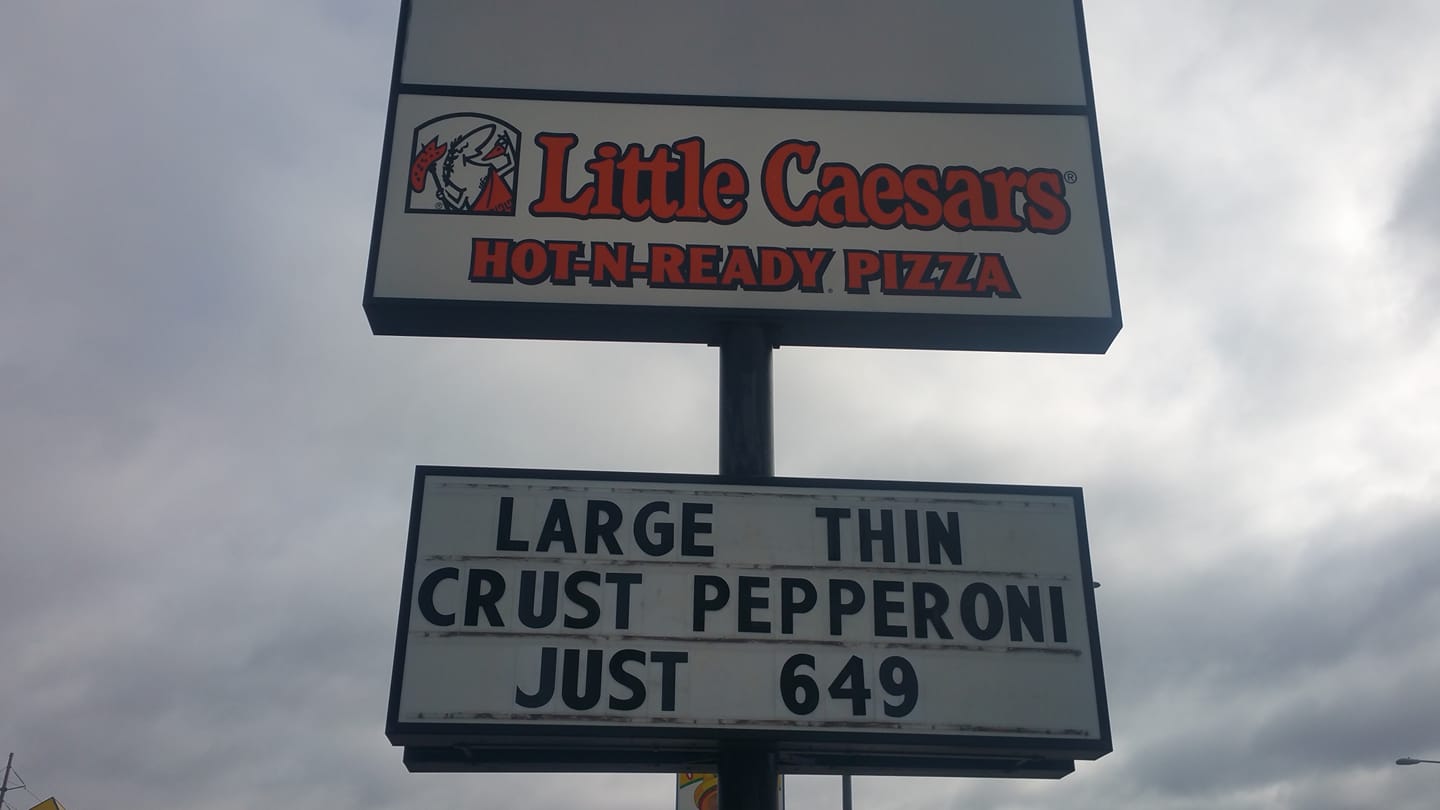 Little Caesars®
HOT-N-READY PIZZA
LARGE THIN
CRUST PEPPERONI
JUST 649